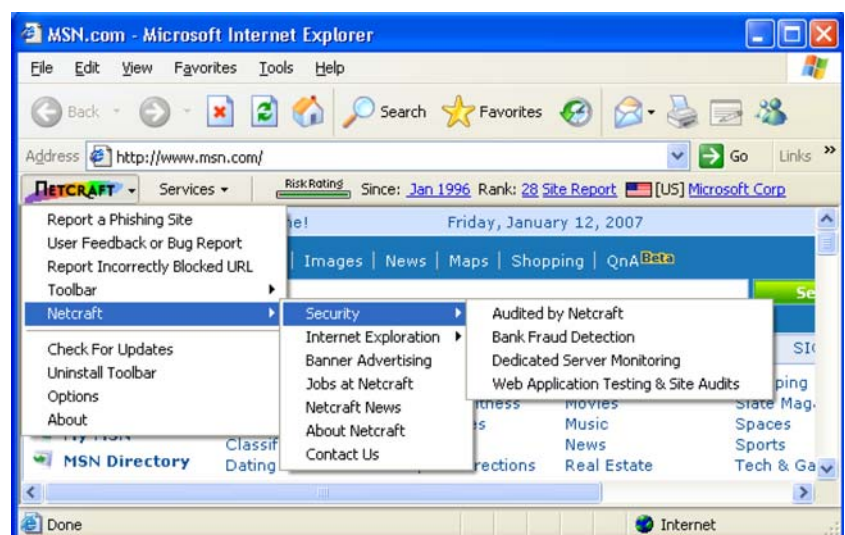 MSN.com - Microsoft Internet Explorer
File Edit View Favorites Tools Help
Back Search Favorites
Address http://www.msn.com/ Go Links »
NETCRAFT Services Risk Rating Since: Jan 1996 Rank: 28 Site Report [US] Microsoft Corp
Report a Phishing Site
User Feedback or Bug Report
Report Incorrectly Blocked URL
Toolbar
Netcraft
Check For Updates
Uninstall Toolbar
Options
About
Security
Internet Exploration
Banner Advertising
Jobs at Netcraft
Netcraft News
About Netcraft
Contact Us
Audited by Netcraft
Bank Fraud Detection
Dedicated Server Monitoring
Web Application Testing & Site Audits
Friday, January 12, 2007
| Images | News | Maps | Shopping | QnA Beta
Movies Slate Mag
Music Spaces
Classif News Sports
MSN Directory Dating Real Estate Tech & Ga
Done Internet